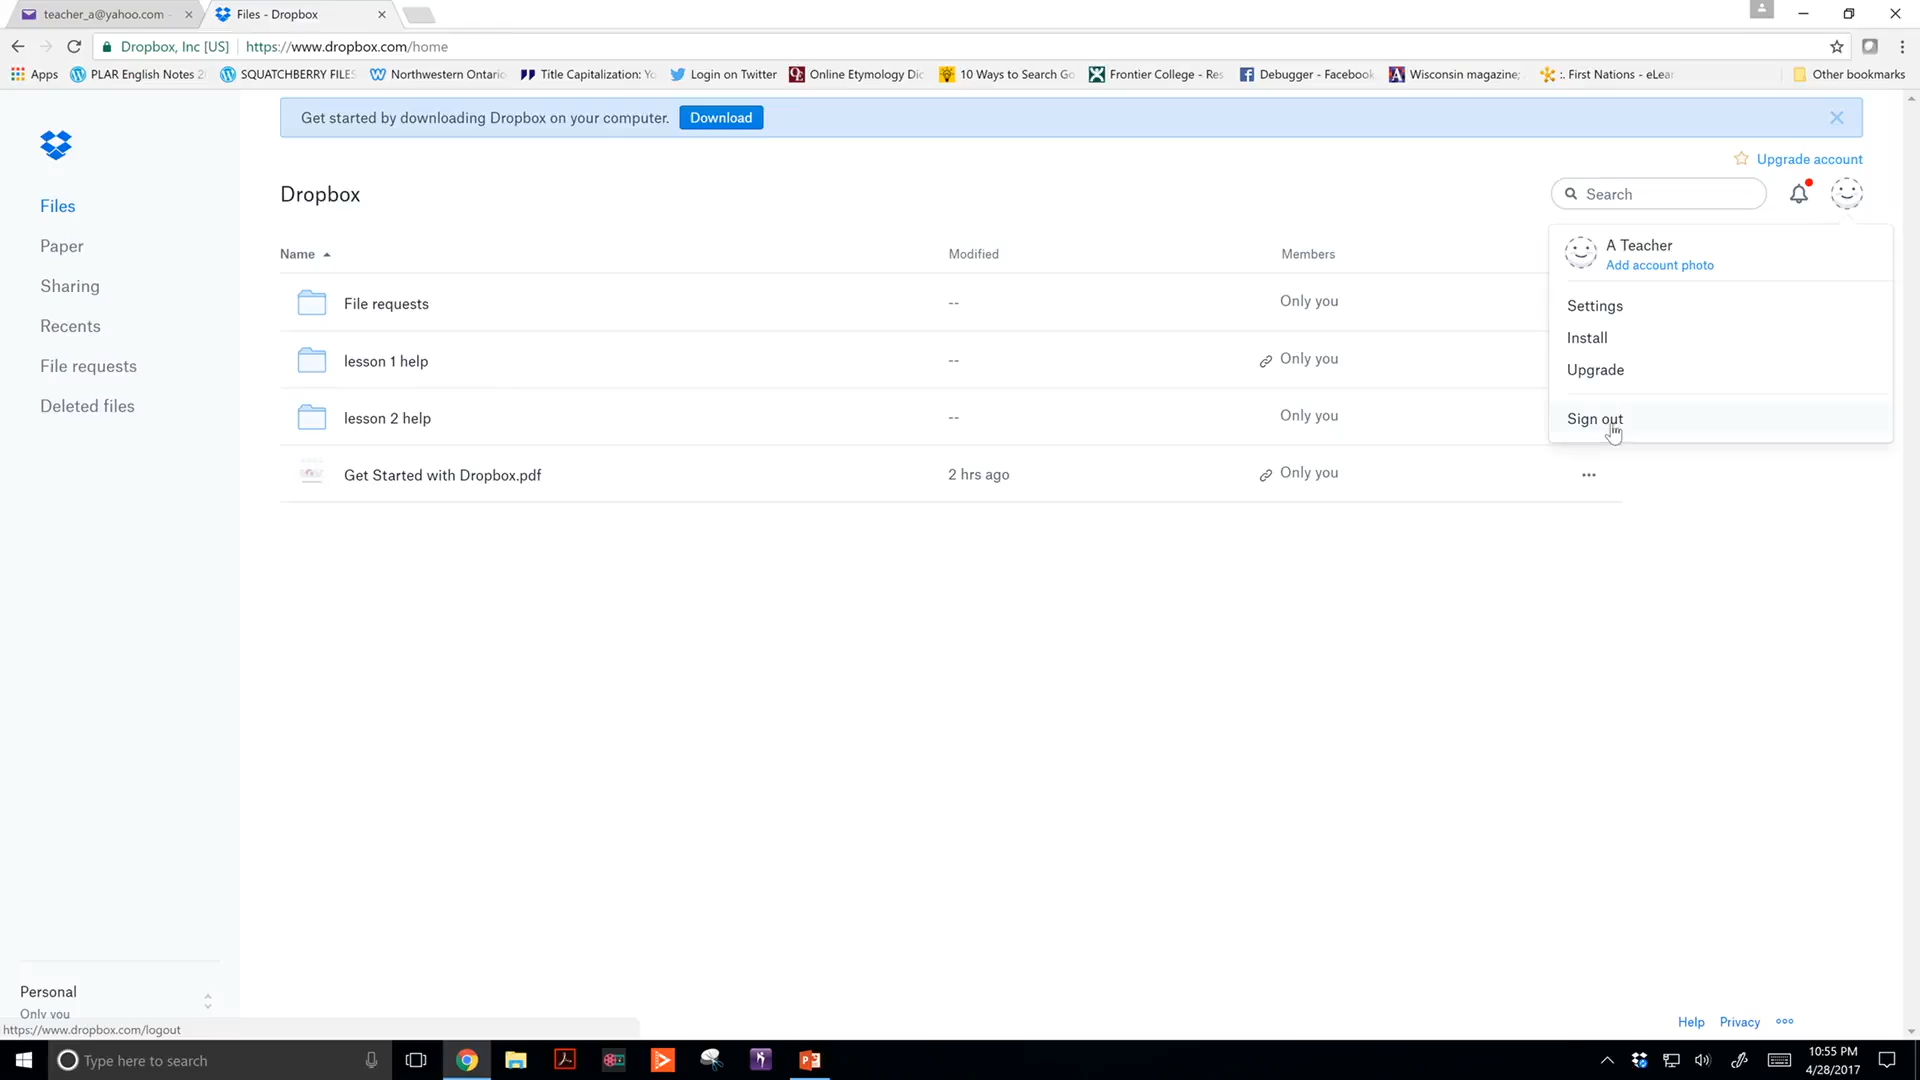 teacher_a@yahoo.com -
Files - Dropbox
Dropbox, Inc [US] https://www.dropbox.com/home
Apps
PLAR English Notes 2
SQUATCHBERRY FILES
Northwestern Ontario
Title Capitalization: Yo
Login on Twitter
Online Etymology Dic
10 Ways to Search Go
Frontier College - Res
Debugger - Facebook
Wisconsin magazine;
:. First Nations - eLear
Other bookmarks
Get started by downloading Dropbox on your computer. Download
Upgrade account
Dropbox
Search
Files
Paper
Sharing
Recents
File requests
Deleted files
Name Modified Members
File requests -- Only you
lesson 1 help -- Only you
lesson 2 help -- Only you
Get Started with Dropbox.pdf 2 hrs ago Only you
A Teacher
Add account photo
Settings
Install
Upgrade
Sign out
Personal
Only you
https://www.dropbox.com/logout
Help Privacy
Type here to search
10:55 PM
4/28/2017